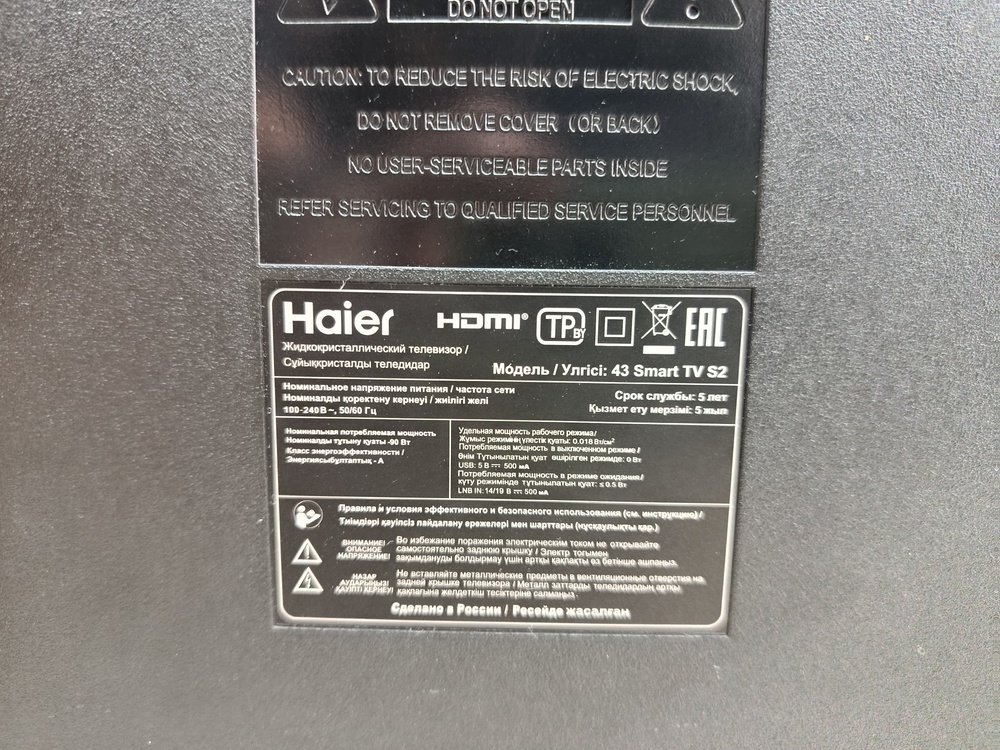 DO NOT OPEN
CAUTION: TO REDUCE THE RISK OF ELECTRIC SHOCK,
DO NOT REMOVE COVER (OR BACK)
NO USER-SERVICEABLE PARTS INSIDE
REFER SERVICING TO QUALIFIED SERVICE PERSONNEL
Haier HDMI® TP BY EAC
Жидкокристаллический телевизор /
Сұйыққристалды теледидар
Модель / Үлгісі: 43 Smart TV S2
Номинальное напряжение питания / частота сети
Номиналды қоректену кернеуі / жиілігі желі
100-240 В ~, 50/60 Гц
Срок службы: 5 лет
Қызмет ету мерзімі: 5 жыл
Номинальная потребляемая мощность
Номиналды тұтыну қуаты -90 Вт
Класс энергоэффективности /
Энергиясыбұлтаптық - А
Удельная мощность рабочего режима/
Жұмыс режимінің үлестік қуаты: 0.018 Вт/см²
Потребляемая мощность в выключенном режиме /
Өнім Тұтынылатын қуат өшірілген режимде: 0 Вт
USB: 5 В ⎓ 500 мА
Потребляемая мощность в режиме ожидания/
күту режимінде тұтынылатын қуат: ≤ 0.5 Вт
LNB IN: 14/19 В ⎓ 500 мА
Правила и условия эффективного и безопасного использования (см. инструкцию) /
Тиімдірғі қауіпсіз пайдалану ережелері мен шарттары (нұсқаулықты қар.)
ВНИМАНИЕ!
ОПАСНОЕ
НАПРЯЖЕНИЕ!
Во избежание поражения электрическим током не открывайте
самостоятельно заднюю крышку / Электр тогымен
зақымдануды болдырмау үшін артқы қақпақты өз бетінше ашпаңыз.
НАЗАР
АУДАРЫҢЫЗ!
ҚАУІПТІ КЕРНЕУ!
Не вставляйте металлические предметы в вентиляционные отверстия на
задней крышке телевизора / Металл заттарды теледидардың артқы
қақпағына желдеткіш тесіктеріне салмаңыз
Сделано в России / Ресейде жасалған